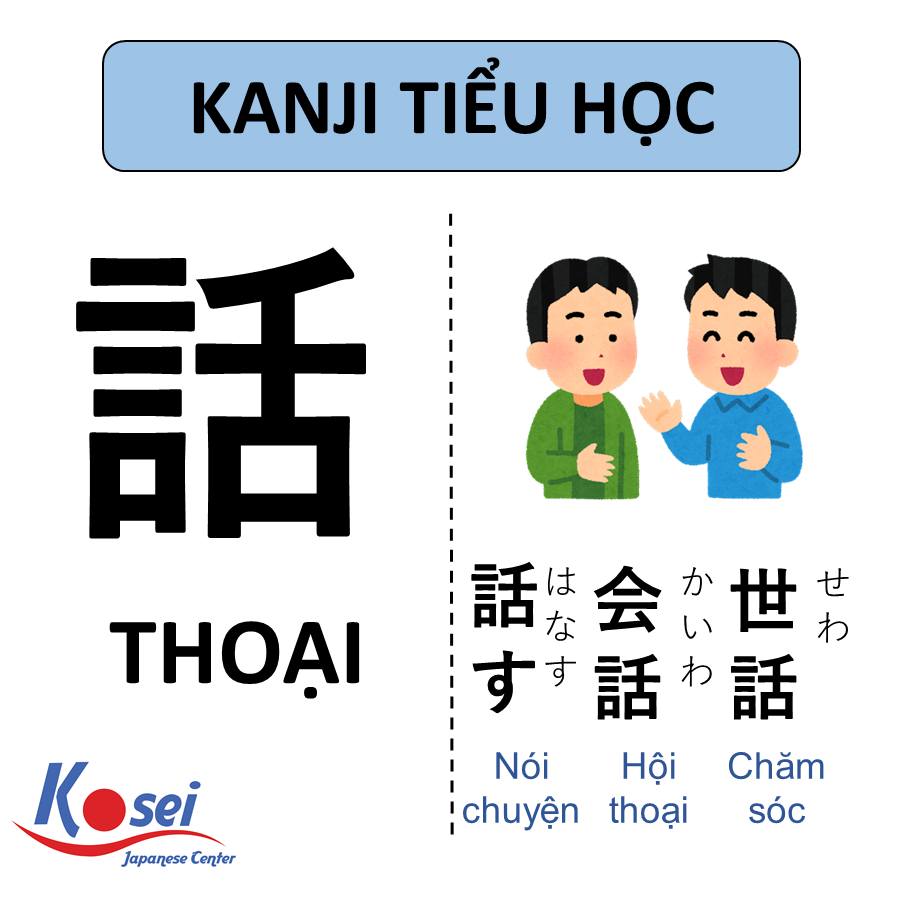 KANJI TIỂU HỌC
話
THOẠI
話す
はなす
会話
かいわ
世話
せわ
Nói
chuyện
Hội
thoại
Chăm
sóc
Kosei
Japanese Center